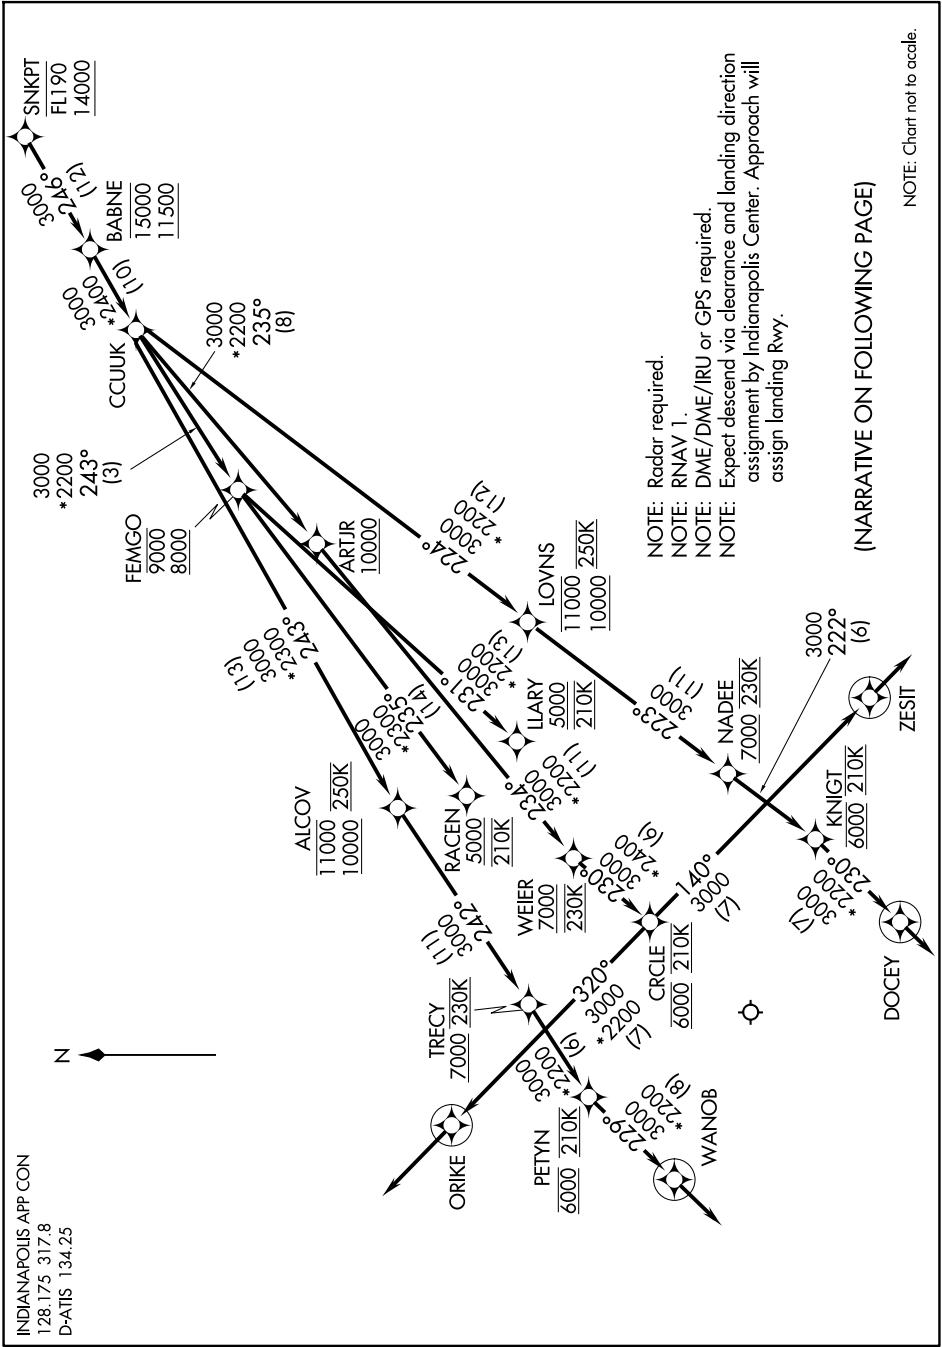 INDIANAPOLIS APP CON
128.175 317.8
D-ATIS 134.25
N
SNKPT
FL190
14000
3000
246°
(12)
BABNE
15000
11500
3000
*2400
(10)
CCUUK
3000
*2200
235°
(8)
3000
*2200
243°
(3)
FEMGO
9000
8000
ARTJR
10000
224°
3000
*2200
(12)
LOVNS
11000 250K
10000
(13)
3000
*2300
243°
3000
*2300
235°
(14)
231°
3000
*2200
(13)
LLARY
5000
210K
ALCOV
11000 250K
10000
RACEN
5000
210K
234°
3000
*2200
(11)
WEIER
7000
230K
230°
3000
*2400
(6)
CRCLE
6000 210K
(11)
3000
242°
TRECY
7000 230K
3000
*2200
(6)
PETYN
6000 210K
229°
3000
*2200
(8)
WANOB
ORIKE
320°
3000
*2200
(7)
140°
3000
(7)
223°
3000
(11)
NADEE
7000 230K
3000
222°
(6)
ZESIT
KNIGT
6000 210K
230°
*2200
3000
(7)
DOCEY
NOTE: Radar required.
NOTE: RNAV 1.
NOTE: DME/DME/IRU or GPS required.
NOTE: Expect descend via clearance and landing direction
assignment by Indianapolis Center. Approach will
assign landing Rwy.
(NARRATIVE ON FOLLOWING PAGE)
NOTE: Chart not to acale.